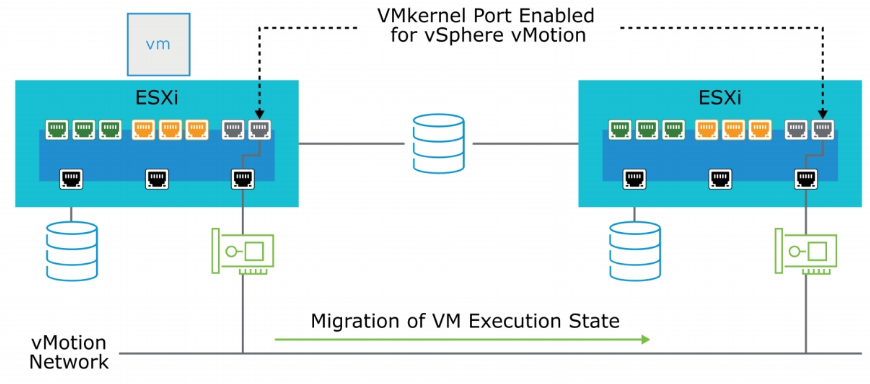 VMkernel Port Enabled
for vSphere vMotion
vm
ESXi
ESXi
Migration of VM Execution State
vMotion
Network